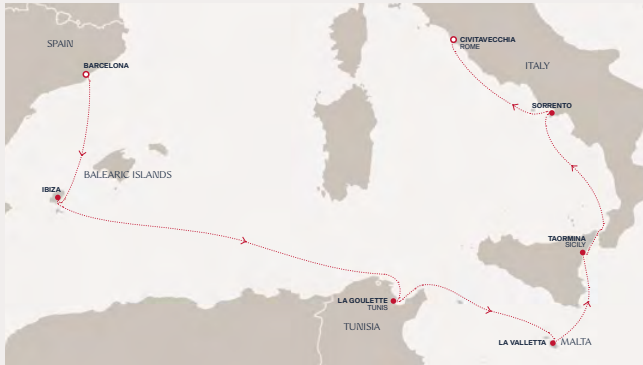 SPAIN
BARCELONA
BALEARIC ISLANDS
IBIZA
CIVITAVECCHIA
ROME
ITALY
SORRENTO
TAORMINA
SICILY
LA GOULETTE
TUNIS
TUNISIA
LA VALLETTA
MALTA